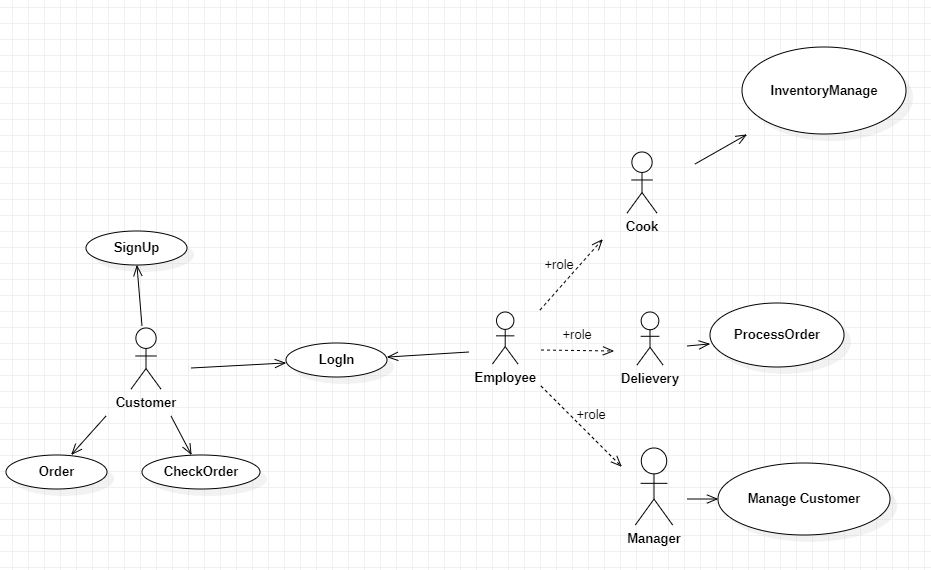 InventoryManage
Cook
SignUp
+role
+role
ProcessOrder
LogIn
Employee
Delievery
Customer
+role
Order
CheckOrder
Manage Customer
Manager